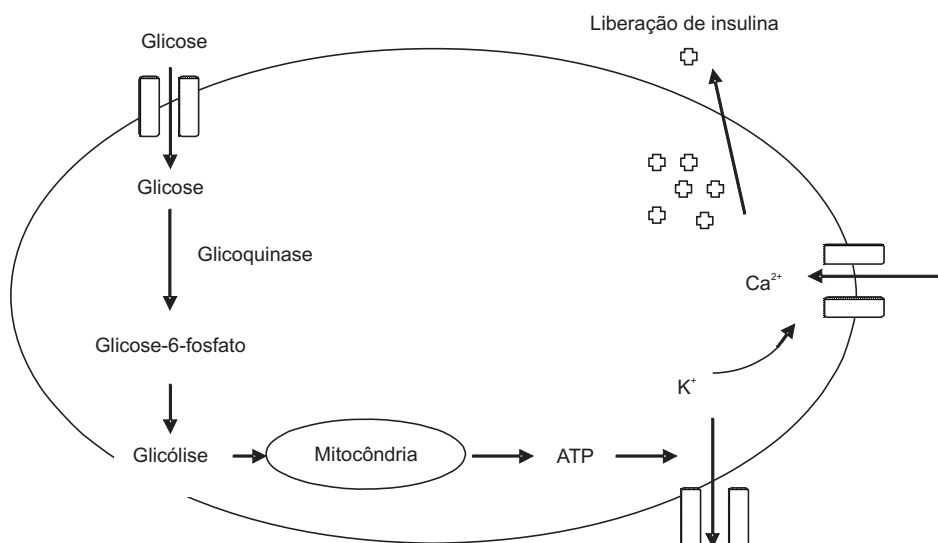 Liberação de insulina
Glicose
Glicose
Glicoquinase
Ca²⁺
Glicose-6-fosfato
K⁺
Glicólise
Mitocôndria
ATP